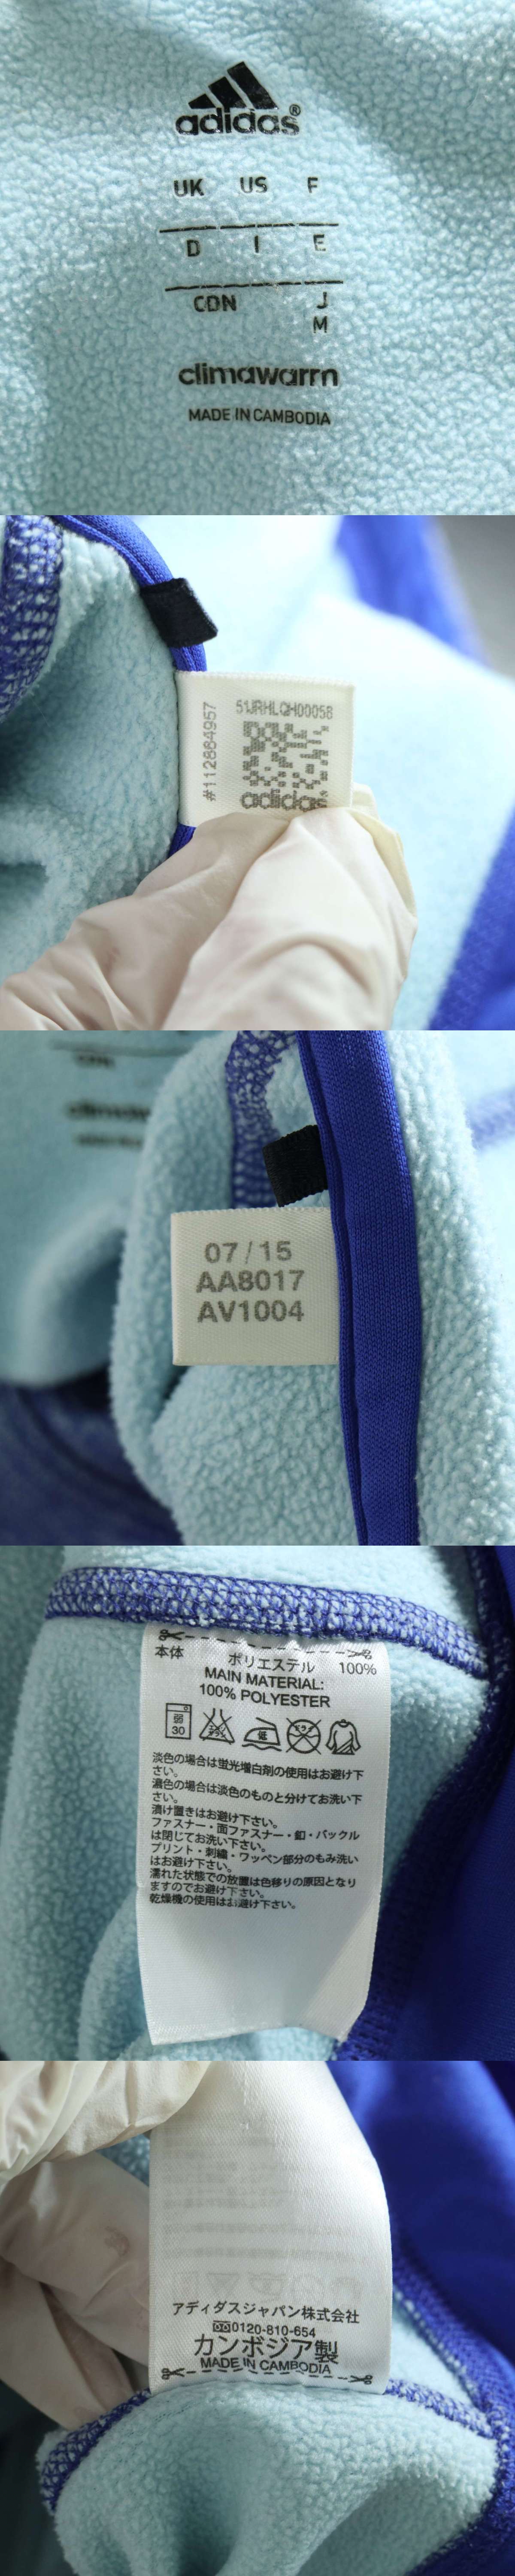 adidas®
UK US F
D I E
CDN J
M
climawarm
MADE IN CAMBODIA
51JRHLQH00058
#112864957
adidas
07/15
AA8017
AV1004
本体 ポリエステル 100%
MAIN MATERIAL:
100% POLYESTER
弱
30
エンソ
サラシ
淡色の場合は蛍光増白剤の使用はお避け下
さい。
濃色の場合は淡色のものと分けてお洗い下
さい。
漬け置きはお避け下さい。
ファスナー・面ファスナー・釦・バックル
は閉じてお洗い下さい。
プリント・刺繍・ワッペン部分のもみ洗い
はお避け下さい。
濡れた状態での放置は色移りの原因となり
ますのでお避け下さい。
乾燥機の使用はお避け下さい。
アディダスジャパン株式会社
0120-810-654
カンボジア製
MADE IN CAMBODIA